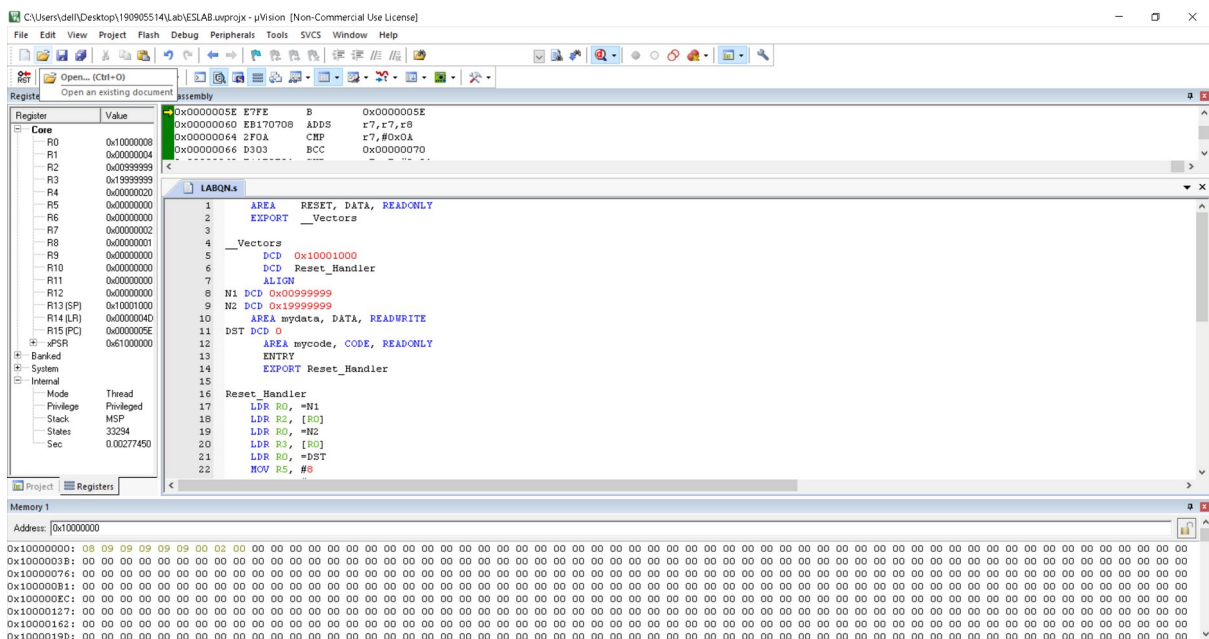 C:\Users\dell\Desktop\190905514\Lab\ESLAB.uvprojx - µVision [Non-Commercial Use License]
File Edit View Project Flash Debug Peripherals Tools SVCS Window Help
RST
Open... (Ctrl+O)
Open an existing document
Registe
assembly
Register Value
0x0000005E E7FE B 0x0000005E
0x00000060 EB170708 ADDS r7,r7,r8
0x00000064 2F0A CMP r7,#0x0A
0x00000066 D303 BCC 0x00000070
Core
R0 0x10000008
R1 0x00000004
R2 0x00999999
R3 0x19999999
R4 0x00000020
R5 0x00000000
R6 0x00000000
R7 0x00000002
R8 0x00000001
R9 0x00000000
R10 0x00000000
R11 0x00000000
R12 0x00000000
R13 (SP) 0x10001000
R14 (LR) 0x0000004D
R15 (PC) 0x0000005E
xPSR 0x61000000
Banked
System
Internal
Mode Thread
Privilege Privileged
Stack MSP
States 33294
Sec 0.00277450
Project Registers
LABQN.s
1 AREA RESET, DATA, READONLY
2 EXPORT __Vectors
3
4 __Vectors
5 DCD 0x10001000
6 DCD Reset_Handler
7 ALIGN
8 N1 DCD 0x00999999
9 N2 DCD 0x19999999
10 AREA mydata, DATA, READWRITE
11 DST DCD 0
12 AREA mycode, CODE, READONLY
13 ENTRY
14 EXPORT Reset_Handler
15
16 Reset_Handler
17 LDR R0, =N1
18 LDR R2, [R0]
19 LDR R0, =N2
20 LDR R3, [R0]
21 LDR R0, =DST
22 MOV R5, #8
Memory 1
Address: 0x10000000
0x10000000: 08 09 09 09 09 09 00 02 00 00 00 00 00 00 00 00 00 00 00 00 00 00 00 00 00 00 00 00 00 00 00 00 00 00 00 00 00 00 00 00 00 00 00 00 00 00 00 00 00 00 00 00 00 00 00 00 00 00 00
0x1000003B: 00 00 00 00 00 00 00 00 00 00 00 00 00 00 00 00 00 00 00 00 00 00 00 00 00 00 00 00 00 00 00 00 00 00 00 00 00 00 00 00 00 00 00 00 00 00 00 00 00 00 00 00 00 00 00 00 00 00 00
0x10000076: 00 00 00 00 00 00 00 00 00 00 00 00 00 00 00 00 00 00 00 00 00 00 00 00 00 00 00 00 00 00 00 00 00 00 00 00 00 00 00 00 00 00 00 00 00 00 00 00 00 00 00 00 00 00 00 00 00 00 00
0x100000B1: 00 00 00 00 00 00 00 00 00 00 00 00 00 00 00 00 00 00 00 00 00 00 00 00 00 00 00 00 00 00 00 00 00 00 00 00 00 00 00 00 00 00 00 00 00 00 00 00 00 00 00 00 00 00 00 00 00 00 00
0x100000EC: 00 00 00 00 00 00 00 00 00 00 00 00 00 00 00 00 00 00 00 00 00 00 00 00 00 00 00 00 00 00 00 00 00 00 00 00 00 00 00 00 00 00 00 00 00 00 00 00 00 00 00 00 00 00 00 00 00 00 00
0x10000127: 00 00 00 00 00 00 00 00 00 00 00 00 00 00 00 00 00 00 00 00 00 00 00 00 00 00 00 00 00 00 00 00 00 00 00 00 00 00 00 00 00 00 00 00 00 00 00 00 00 00 00 00 00 00 00 00 00 00 00
0x10000162: 00 00 00 00 00 00 00 00 00 00 00 00 00 00 00 00 00 00 00 00 00 00 00 00 00 00 00 00 00 00 00 00 00 00 00 00 00 00 00 00 00 00 00 00 00 00 00 00 00 00 00 00 00 00 00 00 00 00 00
0x1000019D: 00 00 00 00 00 00 00 00 00 00 00 00 00 00 00 00 00 00 00 00 00 00 00 00 00 00 00 00 00 00 00 00 00 00 00 00 00 00 00 00 00 00 00 00 00 00 00 00 00 00 00 00 00 00 00 00 00 00 00